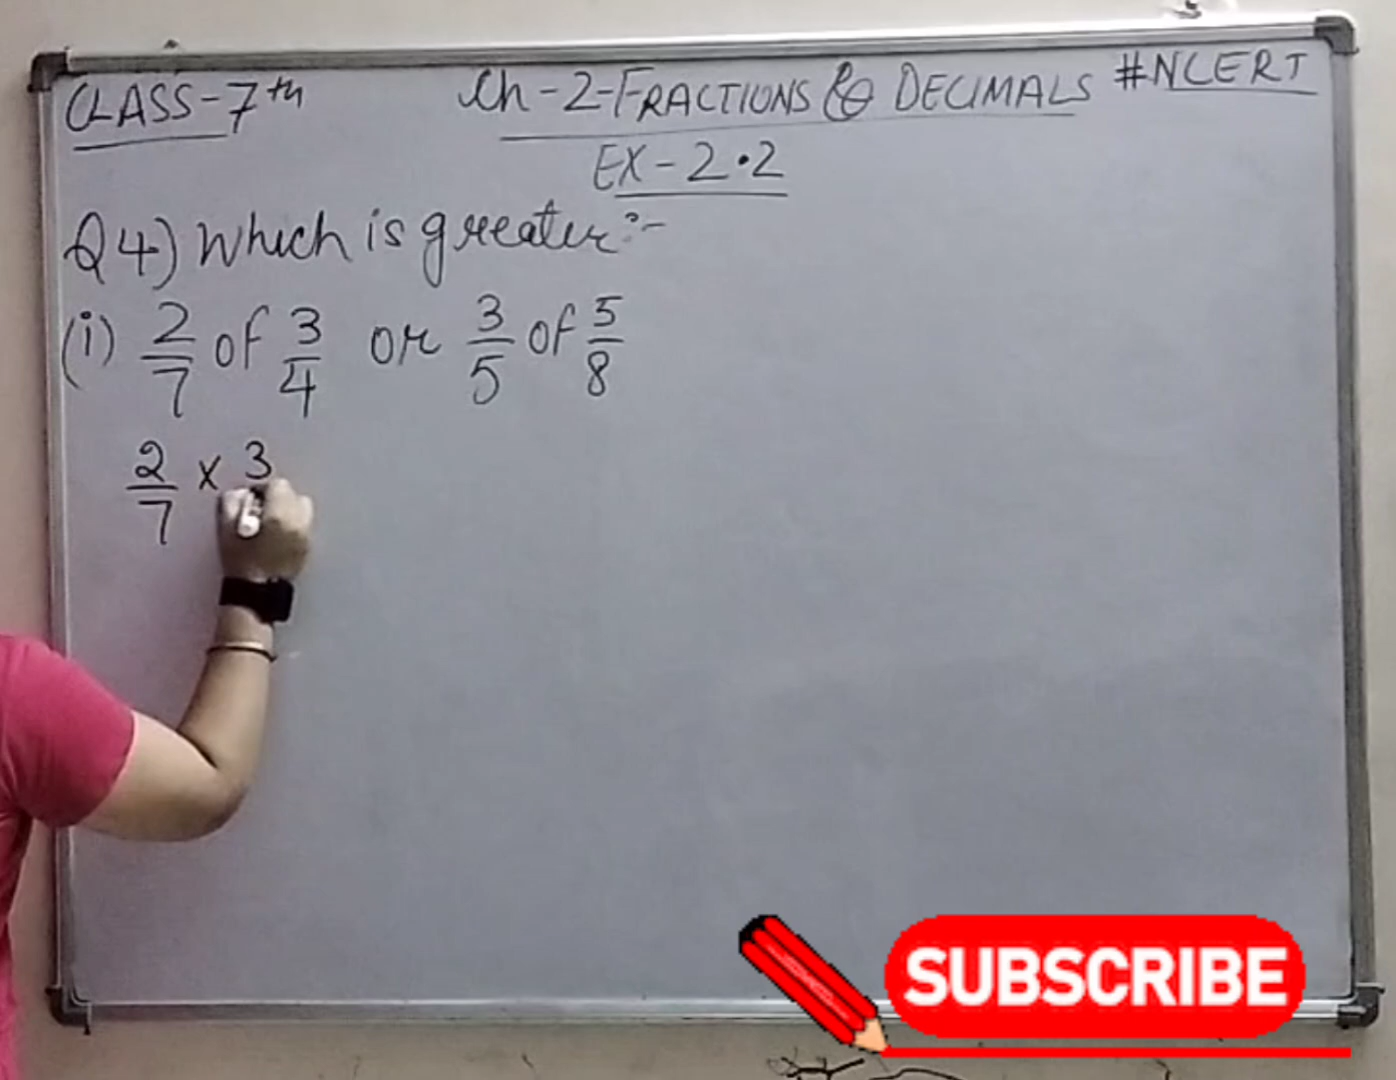 CLASS-7th Ch-2-FRACTIONS & DECIMALS #NCERT
EX-2.2
Q4) Which is greater:-
(i) 2/7 of 3/4 or 3/5 of 5/8
2/7 × 3
SUBSCRIBE